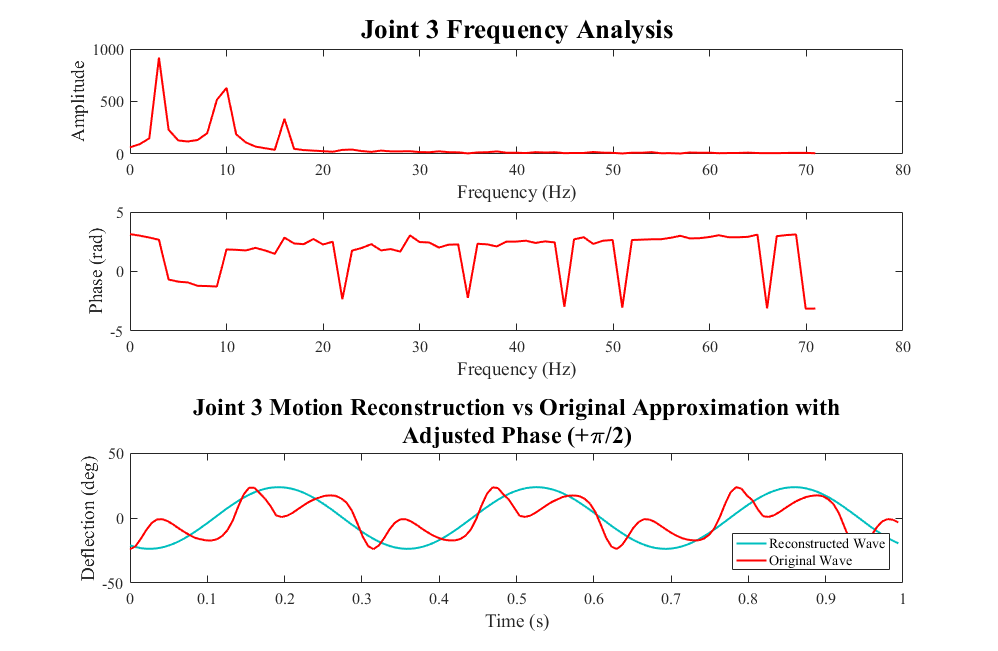 Joint 3 Frequency Analysis
1000
500
0
Amplitude
0 10 20 30 40 50 60 70 80
Frequency (Hz)
5
0
-5
Phase (rad)
0 10 20 30 40 50 60 70 80
Frequency (Hz)
Joint 3 Motion Reconstruction vs Original Approximation with
Adjusted Phase (+π/2)
50
0
-50
Deflection (deg)
Reconstructed Wave
Original Wave
0 0.1 0.2 0.3 0.4 0.5 0.6 0.7 0.8 0.9 1
Time (s)